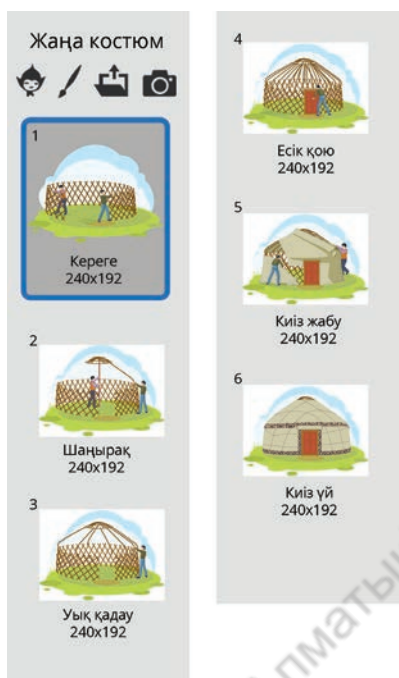 Жаңа костюм
1
Кереге
240x192
2
Шаңырақ
240x192
3
Уық қадау
240x192
4
Есік қою
240x192
5
Киіз жабу
240x192
6
Киіз үй
240x192